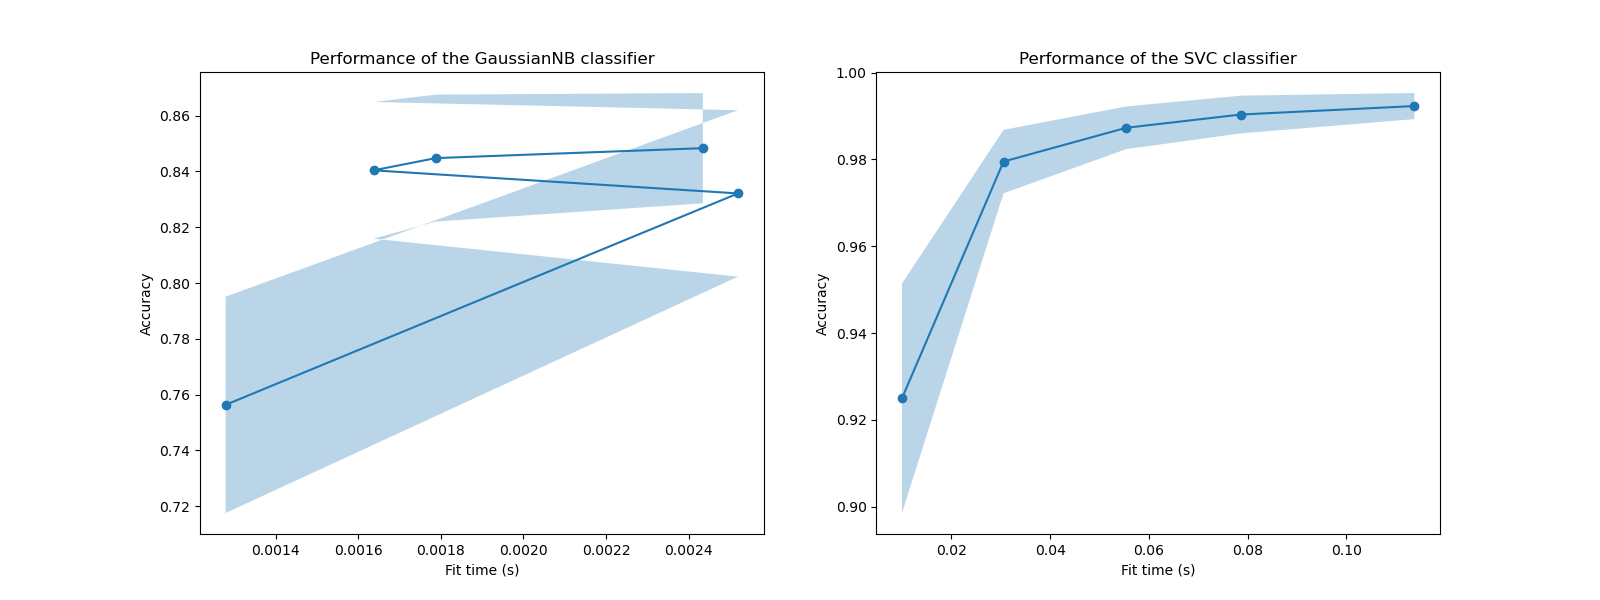 Performance of the GaussianNB classifier
Accuracy
0.86
0.84
0.82
0.80
0.78
0.76
0.74
0.72
0.0014 0.0016 0.0018 0.0020 0.0022 0.0024
Fit time (s)
Performance of the SVC classifier
Accuracy
1.00
0.98
0.96
0.94
0.92
0.90
0.02 0.04 0.06 0.08 0.10
Fit time (s)